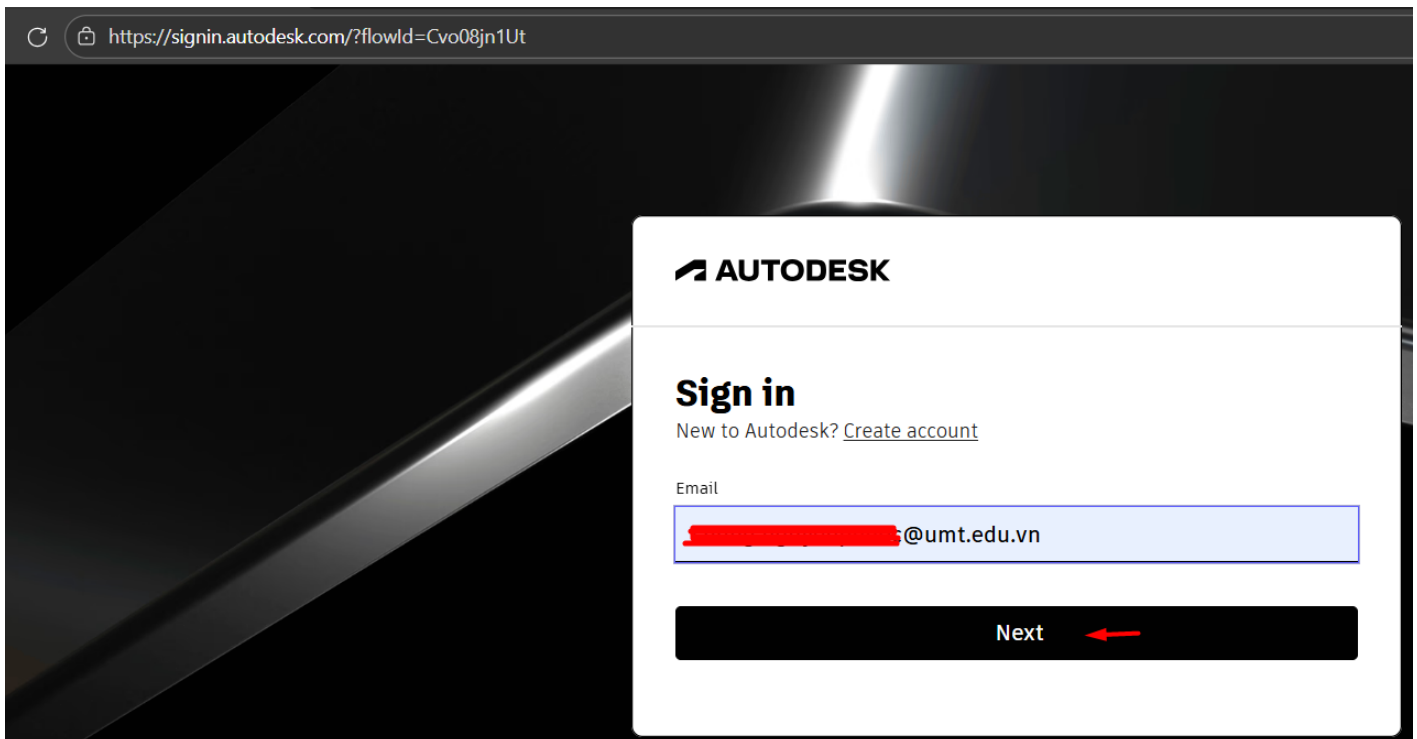 https://signin.autodesk.com/?flowId=Cvo08jn1Ut
AUTODESK
Sign in
New to Autodesk? Create account
Email
@umt.edu.vn
Next